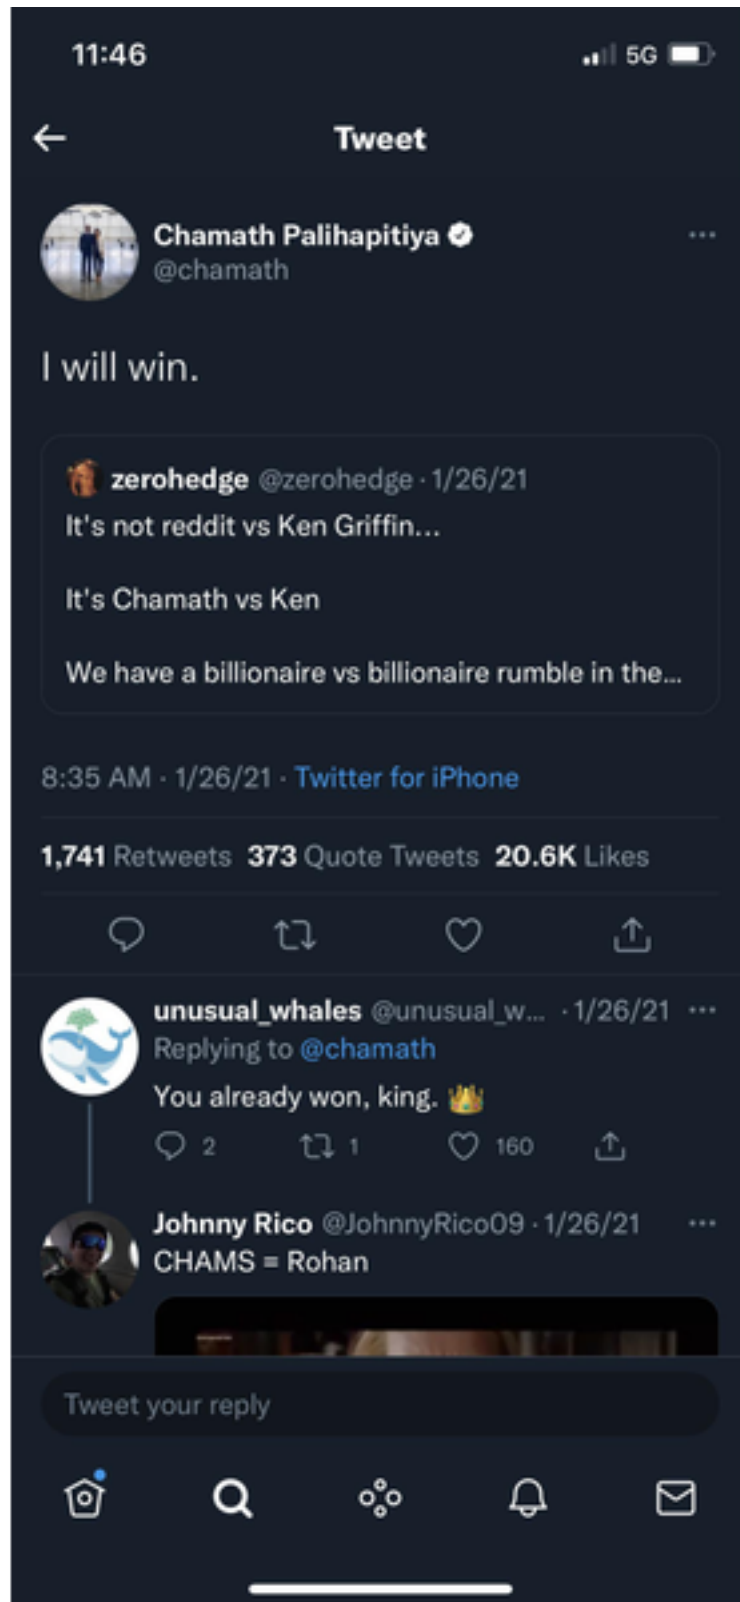 11:46
5G
Tweet
Chamath Palihapitiya
@chamath
I will win.
zerohedge @zerohedge · 1/26/21
It's not reddit vs Ken Griffin...
It's Chamath vs Ken
We have a billionaire vs billionaire rumble in the...
8:35 AM · 1/26/21 · Twitter for iPhone
1,741 Retweets 373 Quote Tweets 20.6K Likes
unusual_whales @unusual_w... · 1/26/21
Replying to @chamath
You already won, king. 👑
2 1 160
Johnny Rico @JohnnyRico09 · 1/26/21
CHAMS = Rohan
Tweet your reply